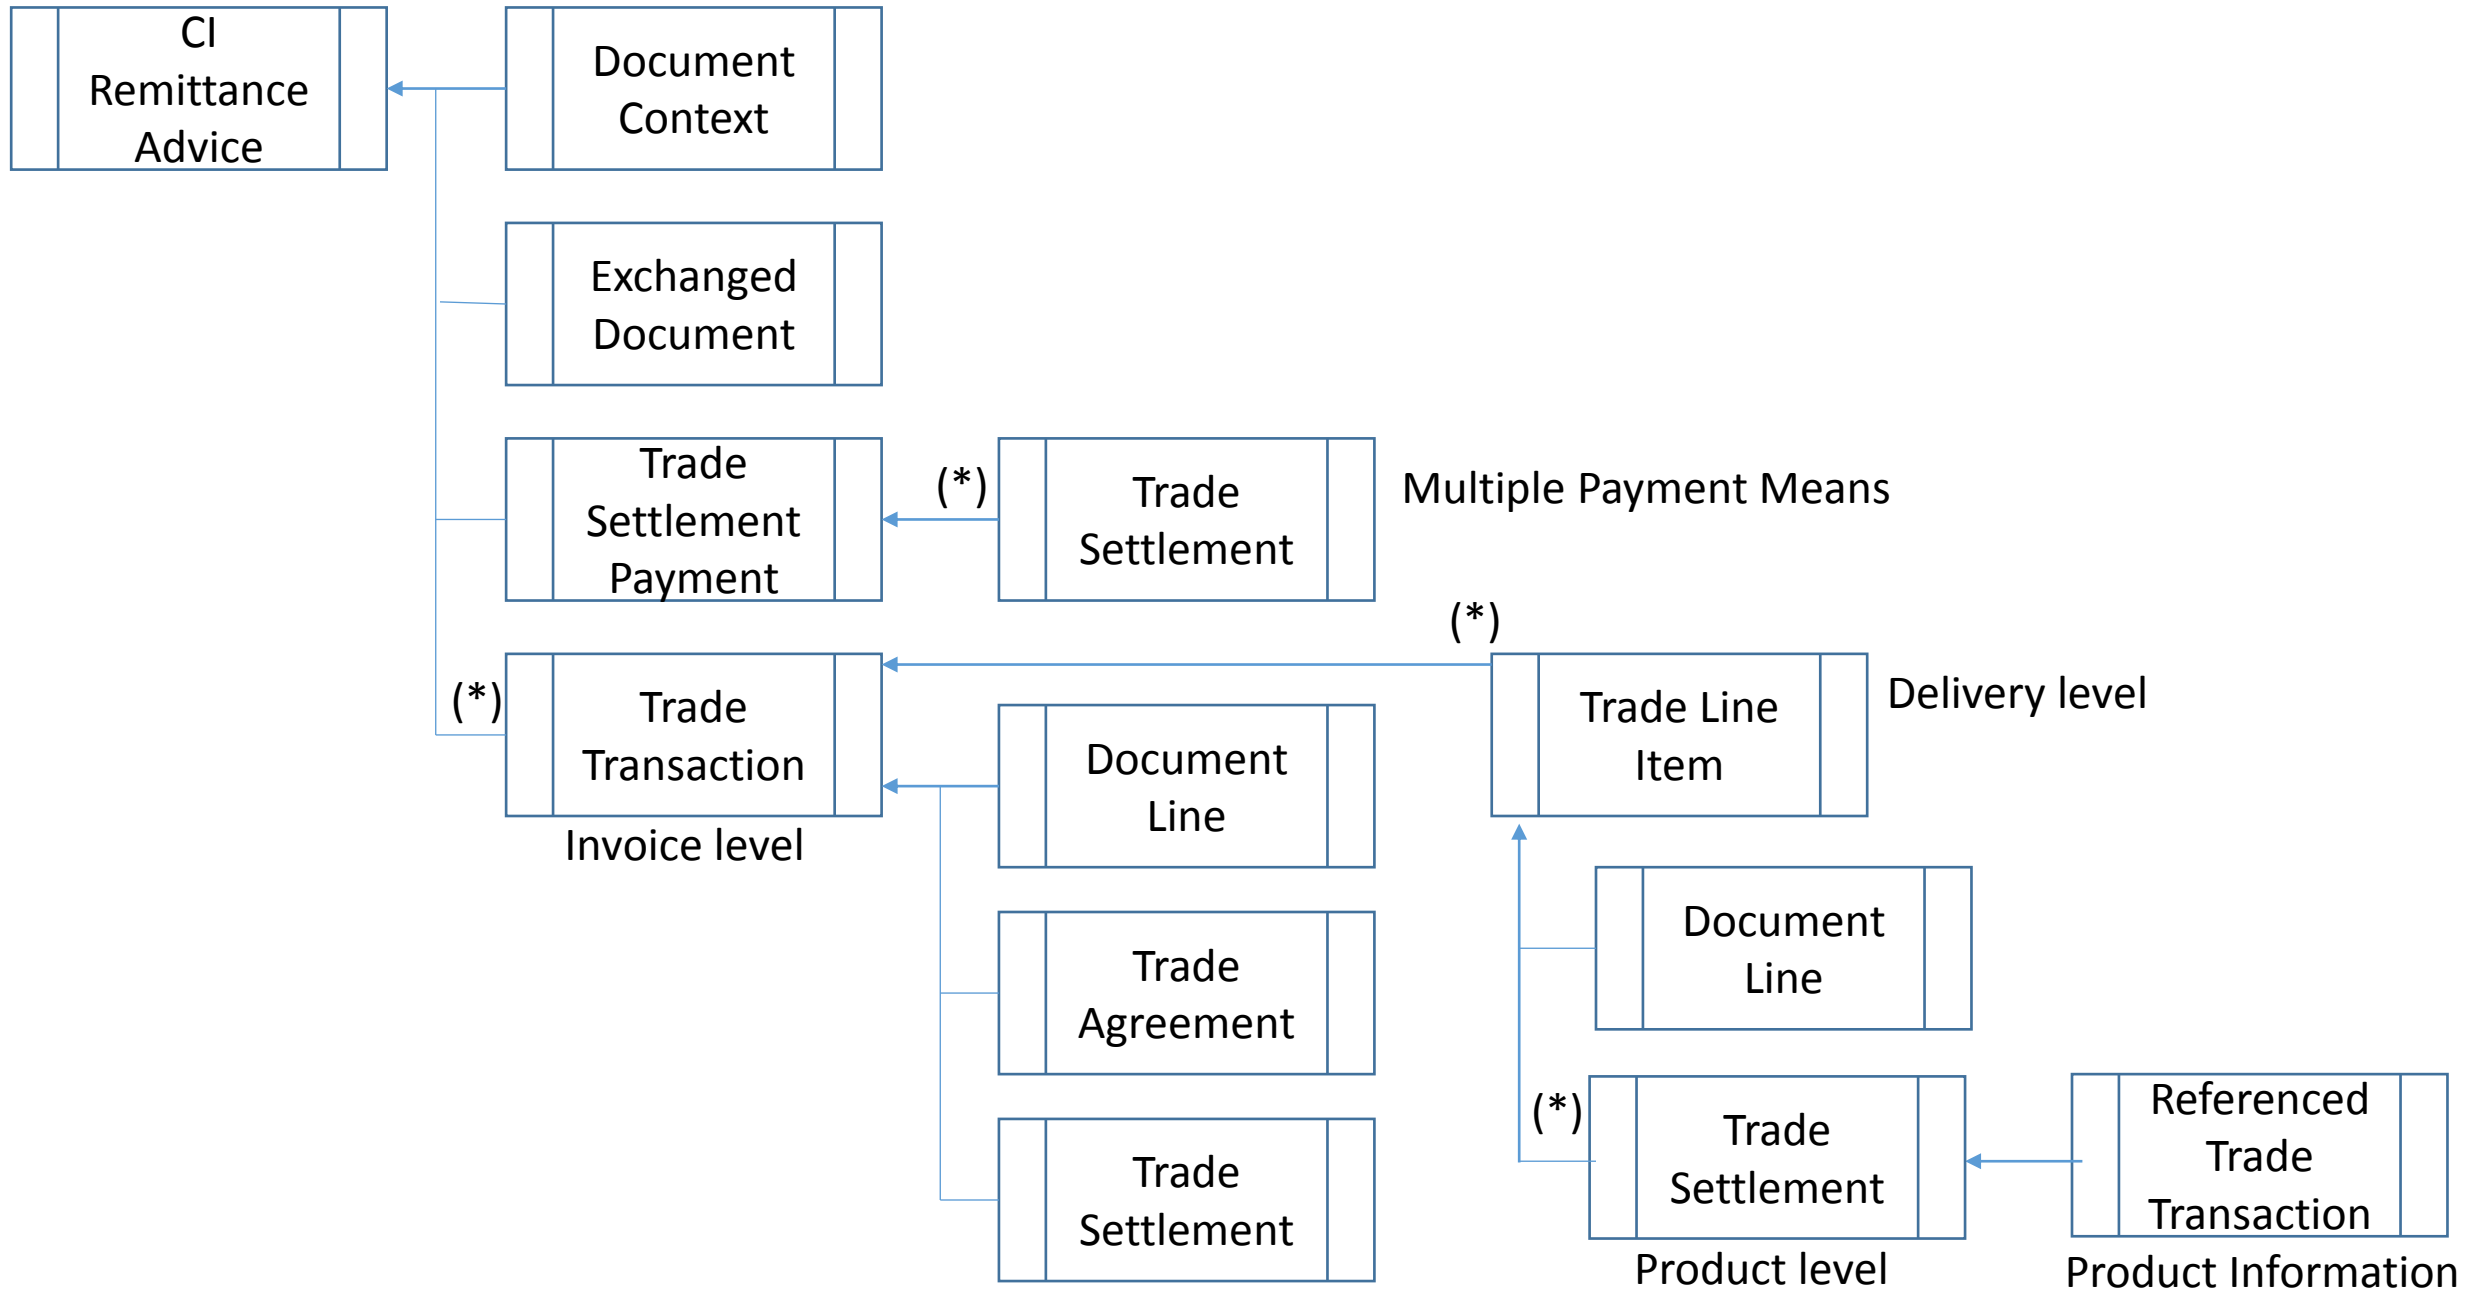 CI
Remittance
Advice
Document
Context
Exchanged
Document
Trade
Settlement
Payment
(*)
Trade
Settlement
Multiple Payment Means
(*)
(*)
Trade
Transaction
Invoice level
Trade Line
Item
Delivery level
Document
Line
Document
Line
Trade
Agreement
Trade
Settlement
(*)
Trade
Settlement
Product level
Referenced
Trade
Transaction
Product Information